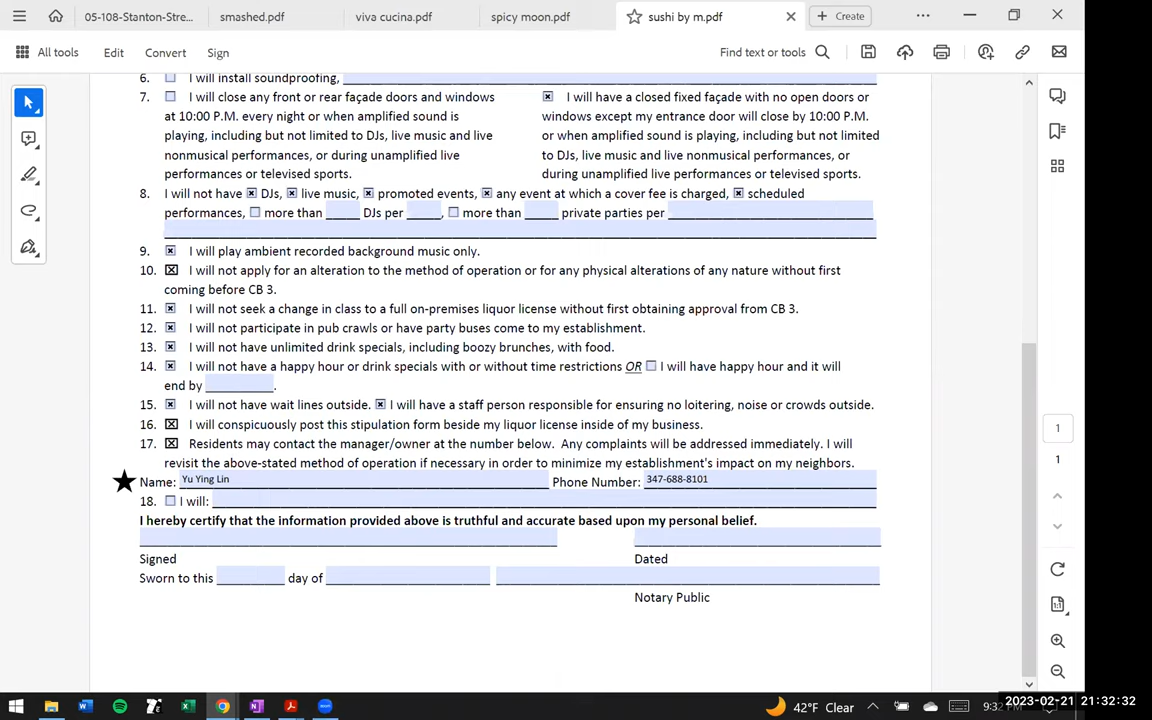 05-108-Stanton-Stre...
smashed.pdf
viva cucina.pdf
spicy moon.pdf
sushi by m.pdf
+ Create
All tools
Edit
Convert
Sign
Find text or tools
6. I will install soundproofing,
7. I will close any front or rear façade doors and windows
at 10:00 P.M. every night or when amplified sound is
playing, including but not limited to DJs, live music and live
nonmusical performances, or during unamplified live
performances or televised sports.
I will have a closed fixed façade with no open doors or
windows except my entrance door will close by 10:00 P.M.
or when amplified sound is playing, including but not limited
to DJs, live music and live nonmusical performances, or
during unamplified live performances or televised sports.
8. I will not have DJs, live music, promoted events, any event at which a cover fee is charged, scheduled
performances, more than DJs per , more than private parties per
9. I will play ambient recorded background music only.
10. I will not apply for an alteration to the method of operation or for any physical alterations of any nature without first
coming before CB 3.
11. I will not seek a change in class to a full on-premises liquor license without first obtaining approval from CB 3.
12. I will not participate in pub crawls or have party buses come to my establishment.
13. I will not have unlimited drink specials, including boozy brunches, with food.
14. I will not have a happy hour or drink specials with or without time restrictions OR I will have happy hour and it will
end by .
15. I will not have wait lines outside. I will have a staff person responsible for ensuring no loitering, noise or crowds outside.
16. I will conspicuously post this stipulation form beside my liquor license inside of my business.
17. Residents may contact the manager/owner at the number below. Any complaints will be addressed immediately. I will
revisit the above-stated method of operation if necessary in order to minimize my establishment's impact on my neighbors.
Name: Yu Ying Lin Phone Number: 347-688-8101
18. I will:
I hereby certify that the information provided above is truthful and accurate based upon my personal belief.
Signed
Dated
Sworn to this day of
Notary Public
1
1
42°F Clear
9:32
2023-02-21 21:32:32